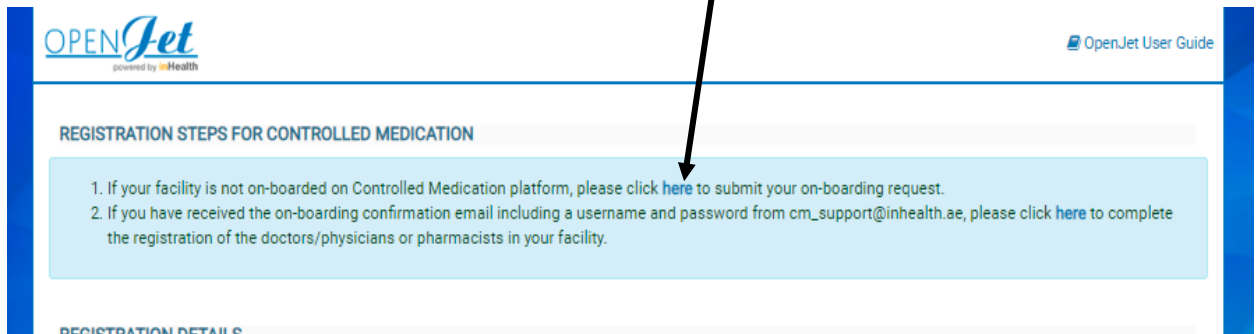 OPENJet
powered by inHealth
OpenJet User Guide
REGISTRATION STEPS FOR CONTROLLED MEDICATION
1. If your facility is not on-boarded on Controlled Medication platform, please click here to submit your on-boarding request.
2. If you have received the on-boarding confirmation email including a username and password from cm_support@inhealth.ae, please click here to complete
the registration of the doctors/physicians or pharmacists in your facility.
REGISTRATION DETAILS